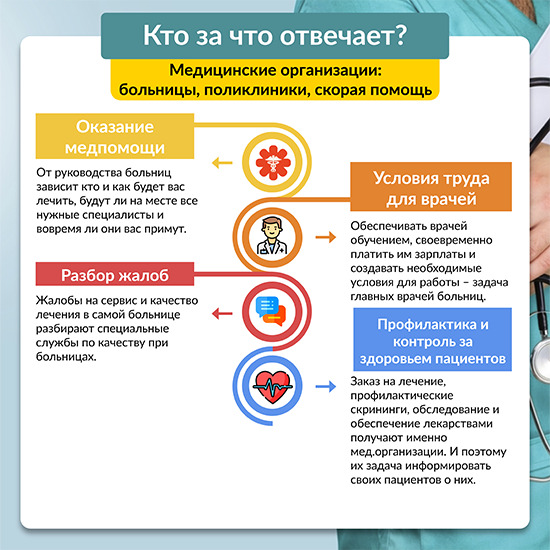 Кто за что отвечает?
Медицинские организации:
больницы, поликлиники, скорая помощь
Оказание
медпомощи
От руководства больниц
зависит кто и как будет вас
лечить, будут ли на месте все
нужные специалисты и
вовремя ли они вас примут.
Условия труда
для врачей
Обеспечивать врачей
обучением, своевременно
платить им зарплаты и
создавать необходимые
условия для работы – задача
главных врачей больниц.
Разбор жалоб
Жалобы на сервис и качество
лечения в самой больнице
разбирают специальные
службы по качеству при
больницах.
Профилактика и
контроль за
здоровьем пациентов
Заказ на лечение,
профилактические
скрининги, обследование и
обеспечение лекарствами
получают именно
мед.организации. И поэтому
их задача информировать
своих пациентов о них.